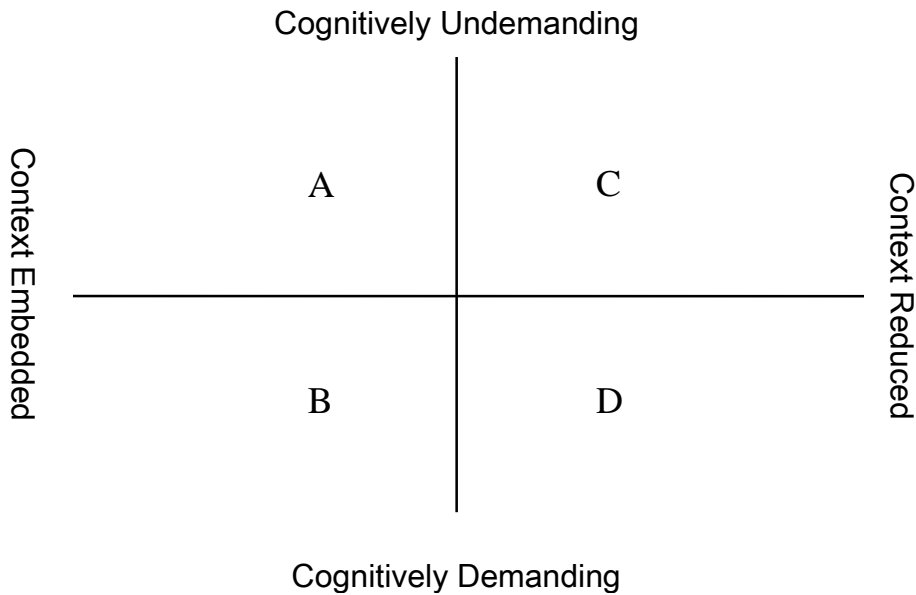 Cognitively Undemanding
Context Embedded
A
C
Context Reduced
B
D
Cognitively Demanding